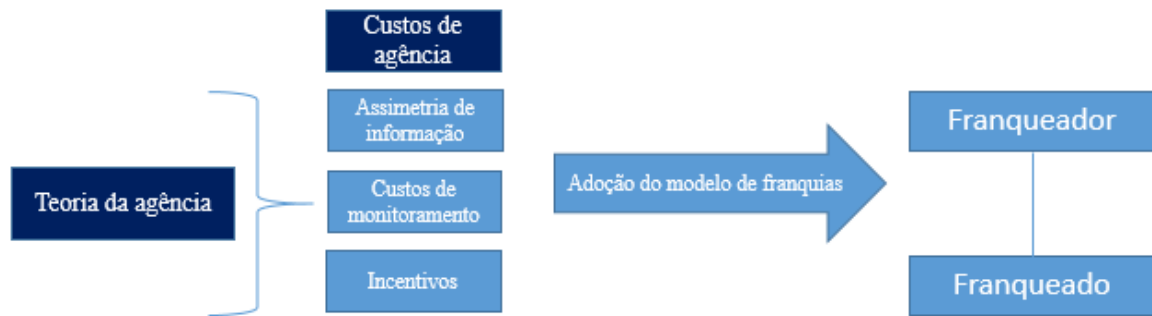 Teoria da agência
Custos de
agência
Assimetria de
informação
Custos de
monitoramento
Incentivos
Adoção do modelo de franquias
Franqueador
Franqueado